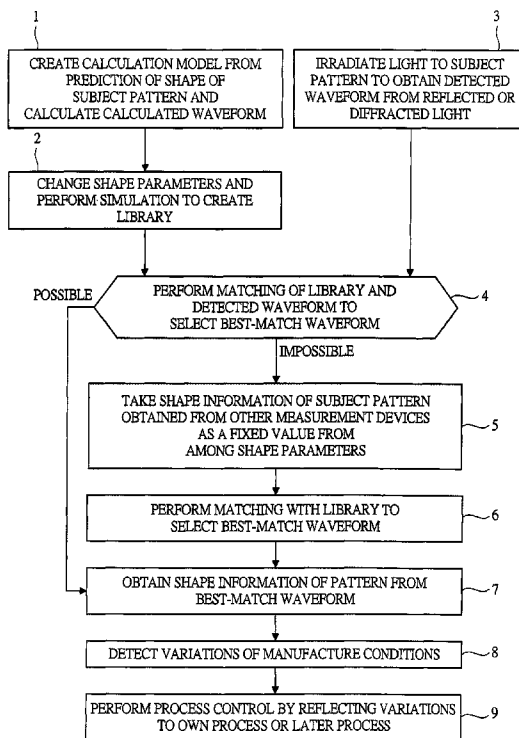 1
CREATE CALCULATION MODEL FROM
PREDICTION OF SHAPE OF
SUBJECT PATTERN AND
CALCULATE CALCULATED WAVEFORM
3
IRRADIATE LIGHT TO SUBJECT
PATTERN TO OBTAIN DETECTED
WAVEFORM FROM REFLECTED OR
DIFFRACTED LIGHT
2
CHANGE SHAPE PARAMETERS AND
PERFORM SIMULATION TO CREATE
LIBRARY
POSSIBLE
PERFORM MATCHING OF LIBRARY AND
DETECTED WAVEFORM TO
SELECT BEST-MATCH WAVEFORM
4
IMPOSSIBLE
TAKE SHAPE INFORMATION OF SUBJECT PATTERN
OBTAINED FROM OTHER MEASUREMENT DEVICES
AS A FIXED VALUE FROM
AMONG SHAPE PARAMETERS
5
PERFORM MATCHING WITH LIBRARY TO
SELECT BEST-MATCH WAVEFORM
6
OBTAIN SHAPE INFORMATION OF PATTERN FROM
BEST-MATCH WAVEFORM
7
DETECT VARIATIONS OF MANUFACTURE CONDITIONS
8
PERFORM PROCESS CONTROL BY REFLECTING VARIATIONS
TO OWN PROCESS OR LATER PROCESS
9